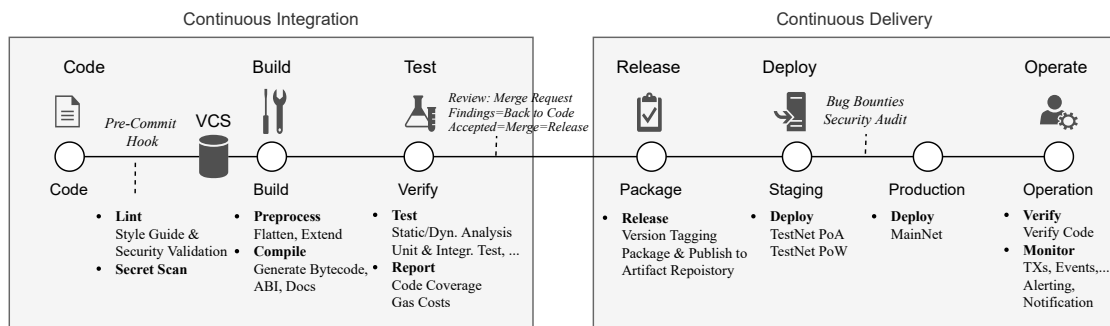 Continuous Integration
Continuous Delivery
Code
Build
Test
Release
Deploy
Operate
Pre-Commit
Hook
VCS
Review: Merge Request
Findings=Back to Code
Accepted=Merge=Release
Bug Bounties
Security Audit
Code
Build
Verify
Package
Staging
Production
Operation
• Lint
Style Guide &
Security Validation
• Secret Scan
• Preprocess
Flatten, Extend
• Compile
Generate Bytecode,
ABI, Docs
• Test
Static/Dyn. Analysis
Unit & Integr. Test, ...
• Report
Code Coverage
Gas Costs
• Release
Version Tagging
Package & Publish to
Artifact Repoistory
• Deploy
TestNet PoA
TestNet PoW
• Deploy
MainNet
• Verify
Verify Code
• Monitor
TXs, Events,...
Alerting,
Notification